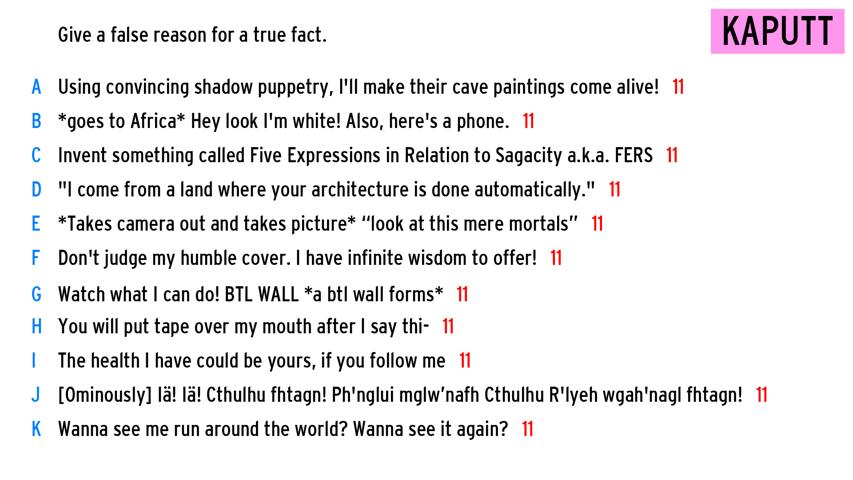 Give a false reason for a true fact.
KAPUTT
A Using convincing shadow puppetry, I'll make their cave paintings come alive! 11
B *goes to Africa* Hey look I'm white! Also, here's a phone. 11
C Invent something called Five Expressions in Relation to Sagacity a.k.a. FERS 11
D "I come from a land where your architecture is done automatically." 11
E *Takes camera out and takes picture* “look at this mere mortals” 11
F Don't judge my humble cover. I have infinite wisdom to offer! 11
G Watch what I can do! BTL WALL *a btl wall forms* 11
H You will put tape over my mouth after I say thi- 11
I The health I have could be yours, if you follow me 11
J [Ominously] Iä! Iä! Cthulhu fhtagn! Ph'nglui mglw’nafh Cthulhu R'lyeh wgah'nagl fhtagn! 11
K Wanna see me run around the world? Wanna see it again? 11